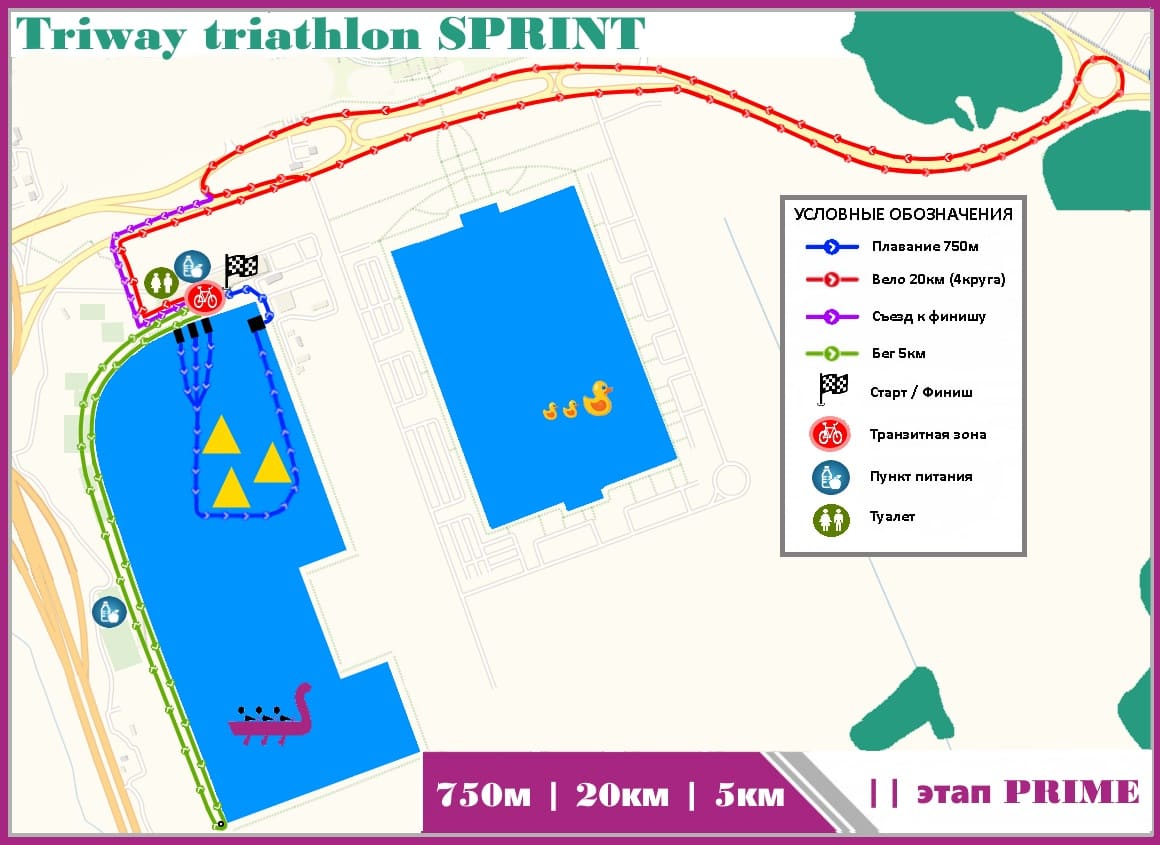 Triway triathlon SPRINT
УСЛОВНЫЕ ОБОЗНАЧЕНИЯ
Плавание 750м
Вело 20км (4круга)
Съезд к финишу
Бег 5км
Старт / Финиш
Транзитная зона
Пункт питания
Туалет
750м | 20км | 5км
|| этап PRIME